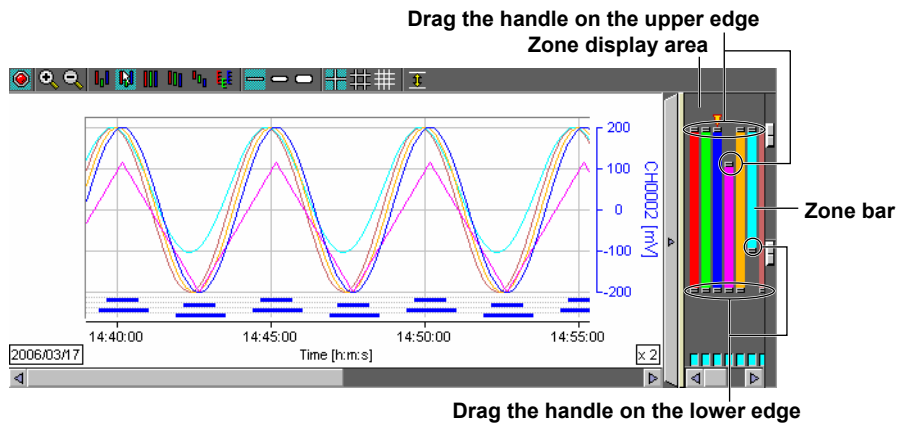 Drag the handle on the upper edge
Zone display area
200
100
0
-100
-200
CH0002 [mV]
Zone bar
14:40:00
14:45:00
14:50:00
14:55:00
2006/03/17
Time [h:m:s]
x 2
Drag the handle on the lower edge